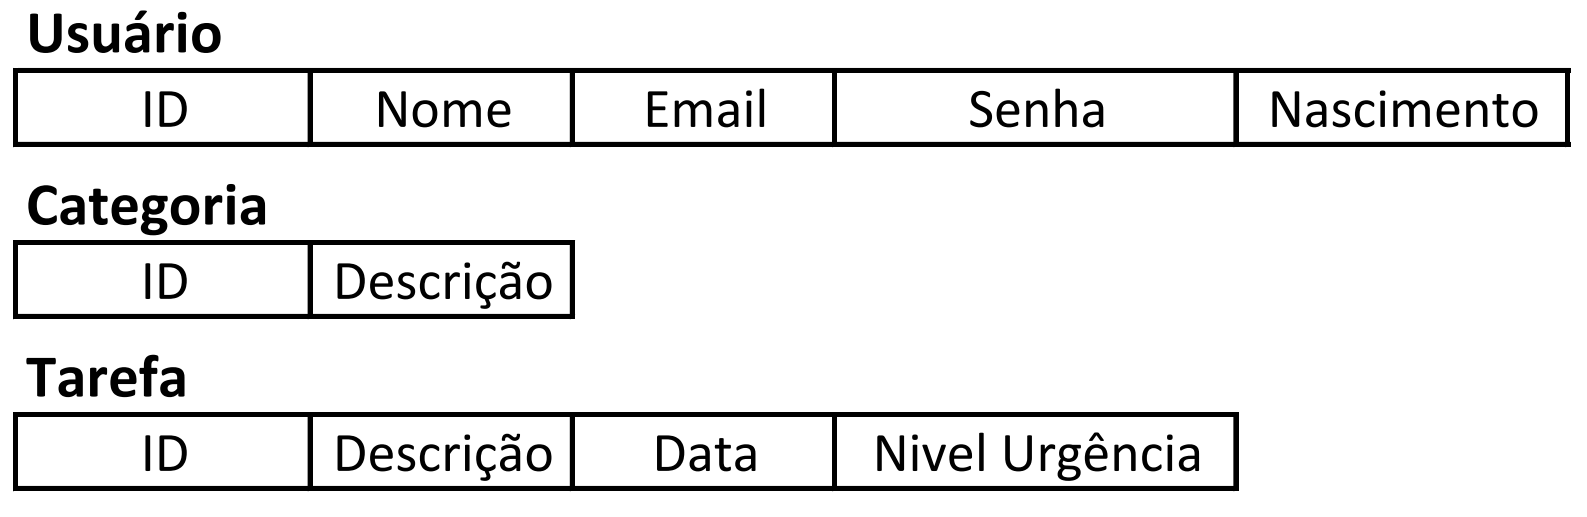 Usuário
ID Nome Email Senha Nascimento
Categoria
ID Descrição
Tarefa
ID Descrição Data Nivel Urgência